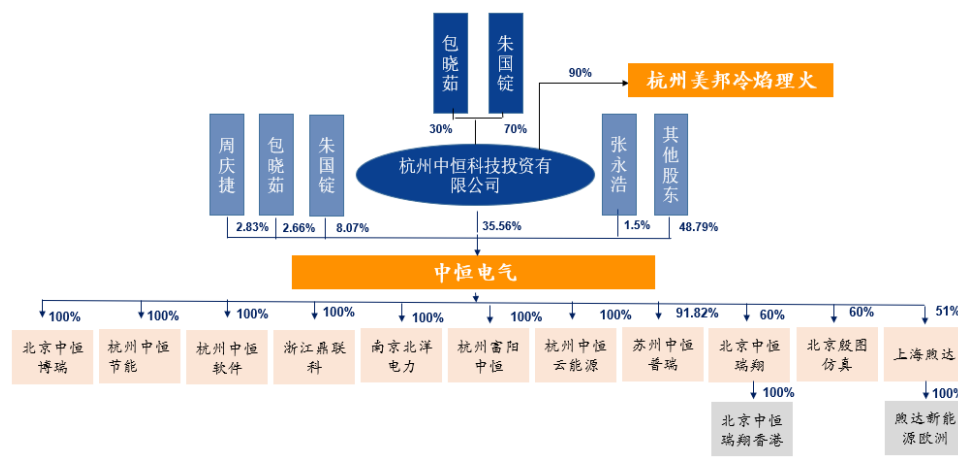 包晓茹
朱国锭
90%
杭州美邦冷焰理火
30%
70%
周庆捷
包晓茹
朱国锭
杭州中恒科技投资有
限公司
张永浩
其他股东
2.83%
2.66%
8.07%
35.56%
1.5%
48.79%
中恒电气
100%
100%
100%
100%
100%
100%
100%
91.82%
60%
60%
51%
北京中恒
博瑞
杭州中恒
节能
杭州中恒
软件
浙江鼎联
科
南京北洋
电力
杭州富阳
中恒
杭州中恒
云能源
苏州中恒
普瑞
北京中恒
瑞翔
北京殷图
仿真
上海煦达
100%
100%
北京中恒
瑞翔香港
煦达新能
源欧洲